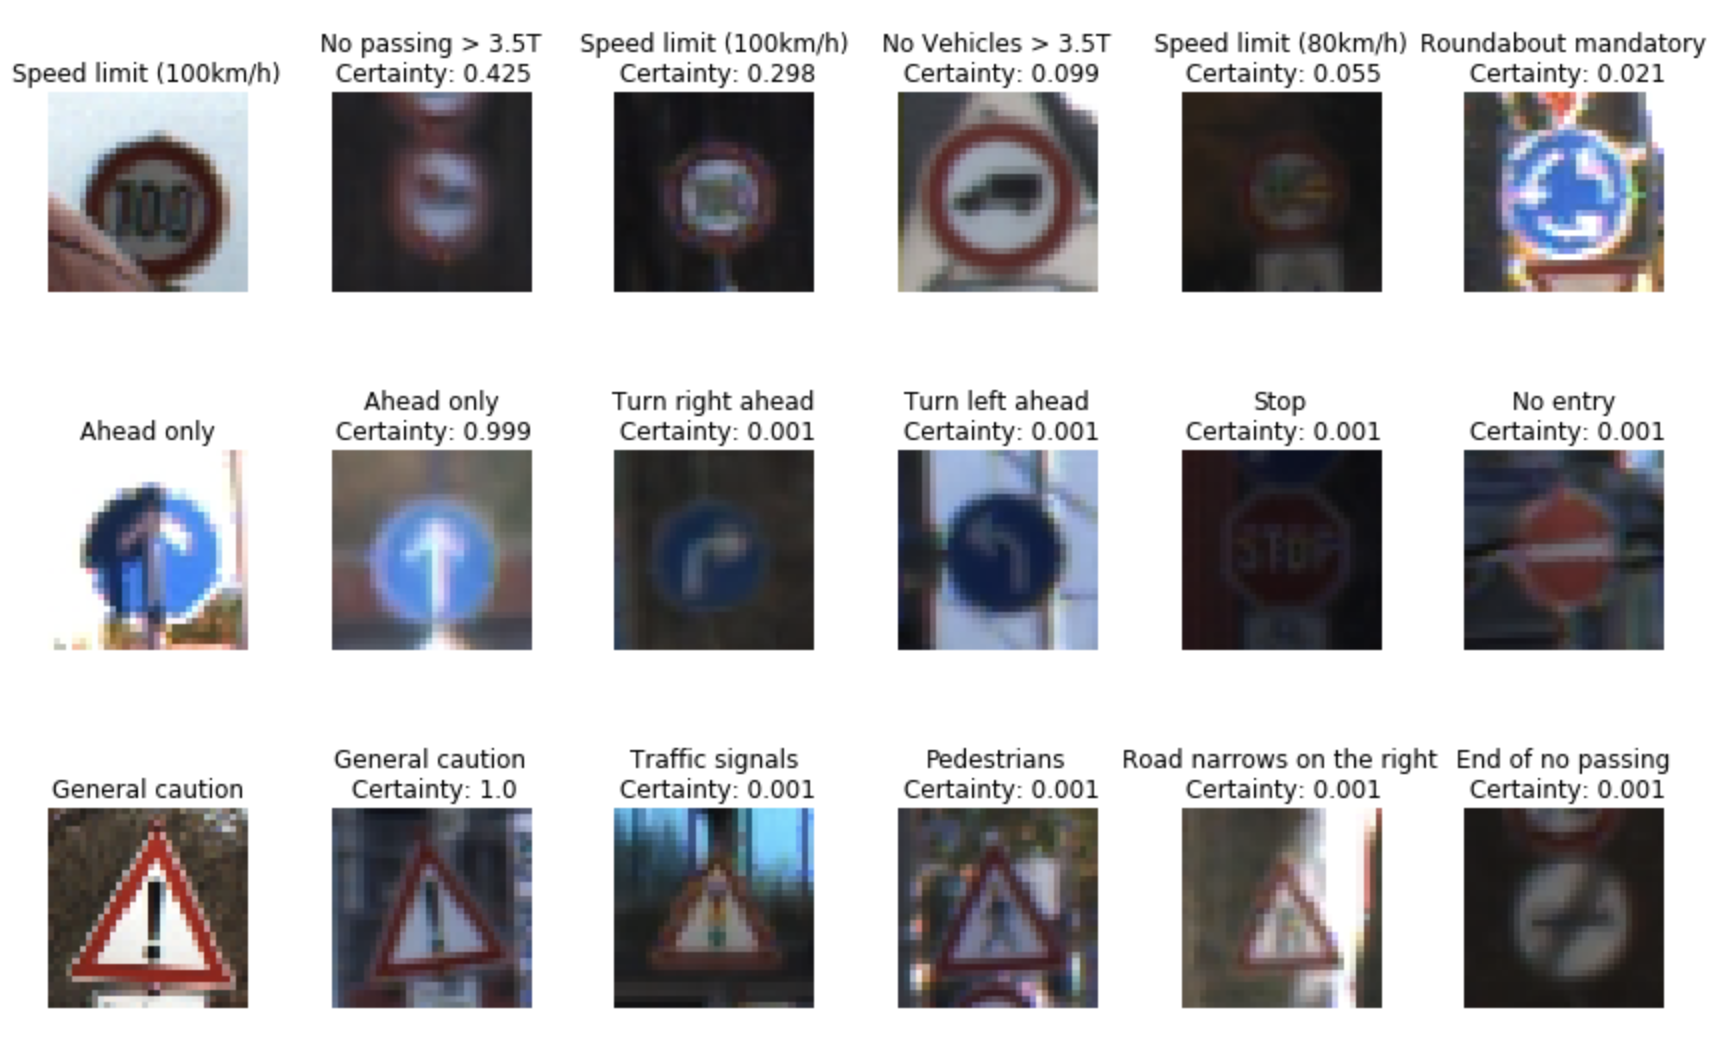 No passing > 3.5T
Speed limit (100km/h)
No Vehicles > 3.5T
Speed limit (80km/h)
Roundabout mandatory
Speed limit (100km/h)
Certainty: 0.425
Certainty: 0.298
Certainty: 0.099
Certainty: 0.055
Certainty: 0.021
100
Ahead only
Turn right ahead
Turn left ahead
Stop
No entry
Ahead only
Certainty: 0.999
Certainty: 0.001
Certainty: 0.001
Certainty: 0.001
Certainty: 0.001
STOP
General caution
Traffic signals
Pedestrians
Road narrows on the right
End of no passing
General caution
Certainty: 1.0
Certainty: 0.001
Certainty: 0.001
Certainty: 0.001
Certainty: 0.001